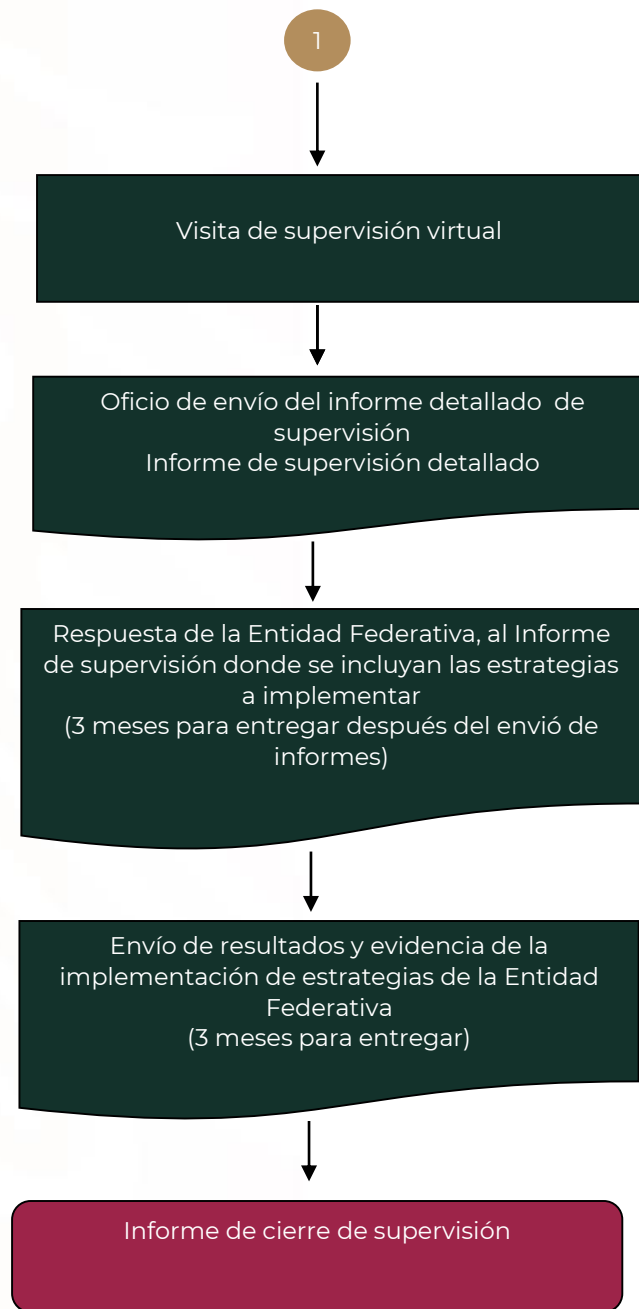 1
Visita de supervisión virtual
Oficio de envío del informe detallado  de
supervisión
Informe de supervisión detallado
Respuesta de la Entidad Federativa, al Informe
de supervisión donde se incluyan las estrategias
a implementar
(3 meses para entregar después del envió de
informes)
Envío de resultados y evidencia de la
implementación de estrategias de la Entidad
Federativa
(3 meses para entregar)
Informe de cierre de supervisión